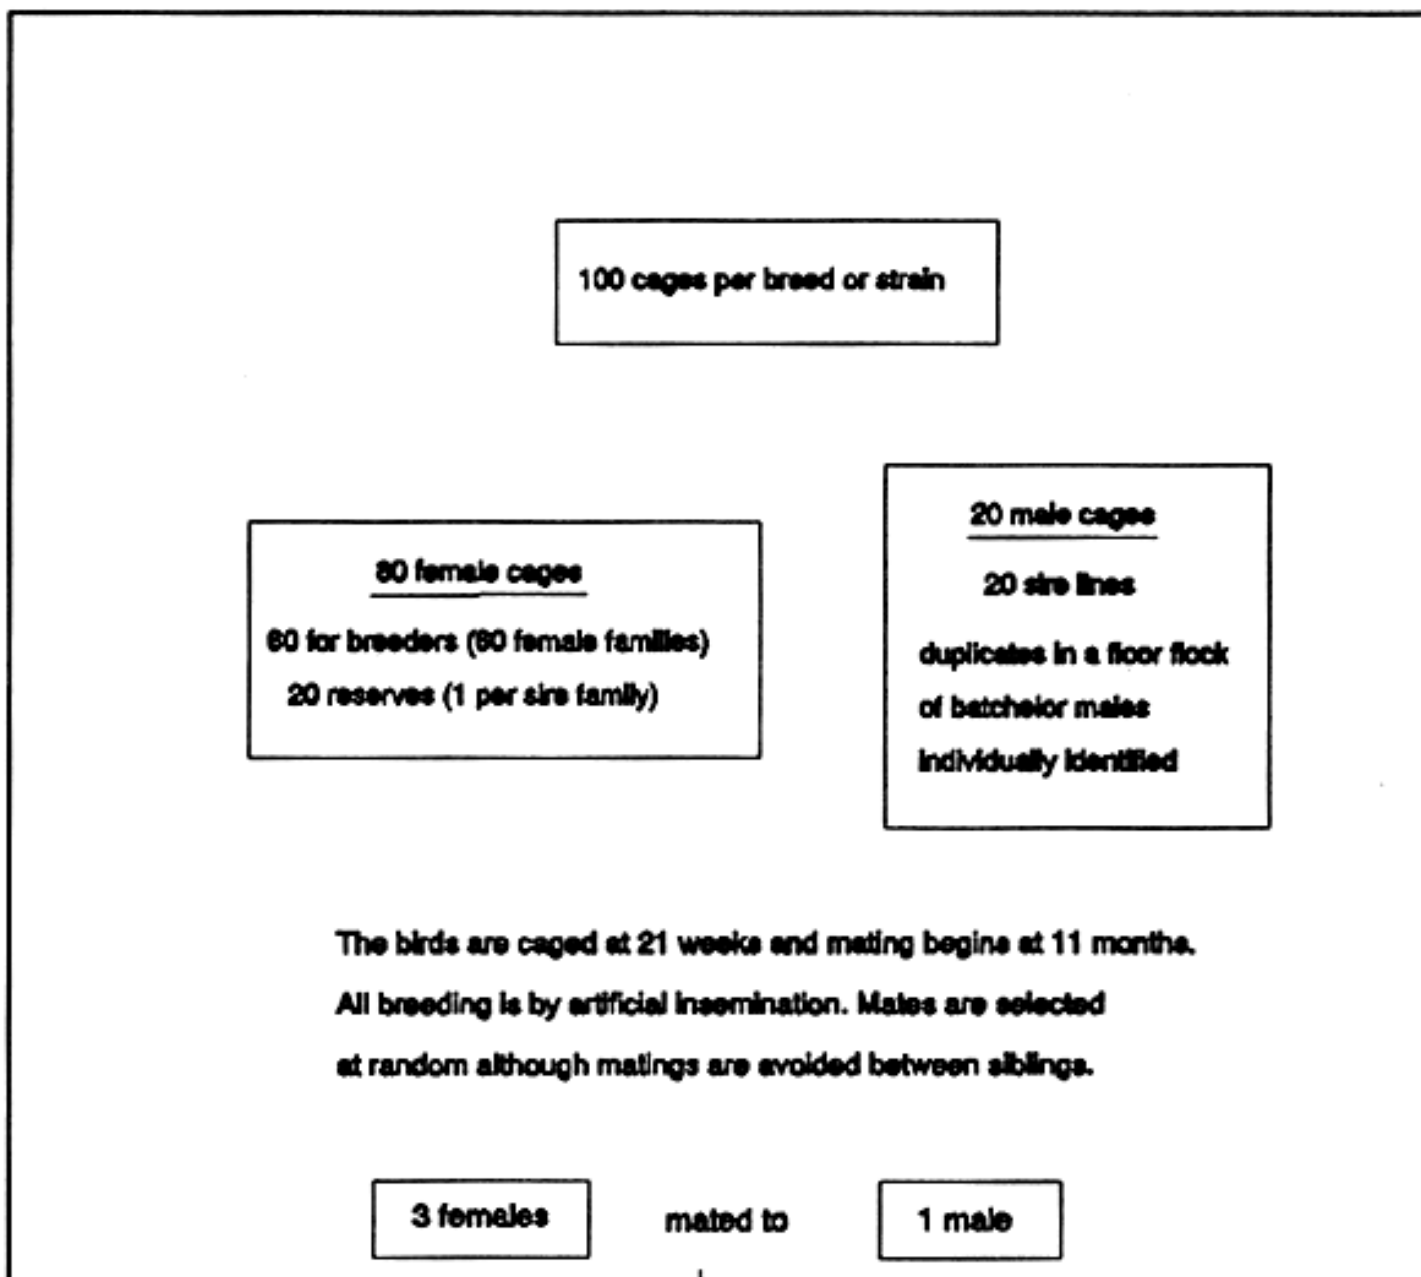 100 cages per breed or strain
80 female cages
60 for breeders (60 female families)
20 reserves (1 per sire family)
20 male cages
20 sire lines
duplicates in a floor flock
of batchelor males
individually identified
The birds are caged at 21 weeks and mating begins at 11 months.
All breeding is by artificial insemination. Mates are selected
at random although matings are avoided between siblings.
3 females mated to 1 male